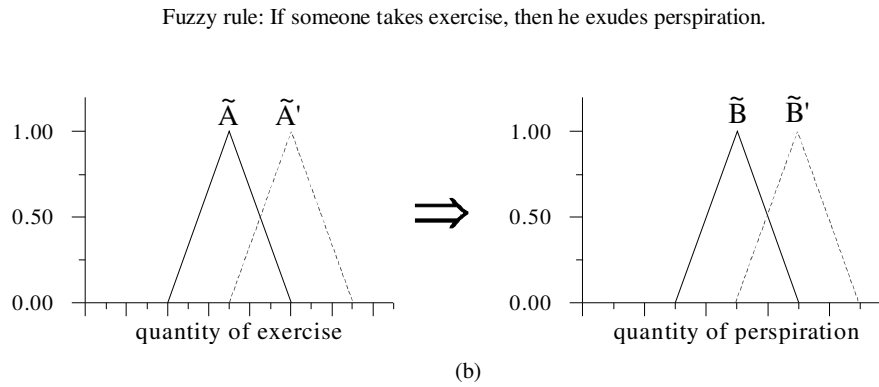 Fuzzy rule: If someone takes exercise, then he exudes perspiration.
Ã Ã'
1.00
0.50
0.00
quantity of exercise
⇒
B̃ B̃'
1.00
0.50
0.00
quantity of perspiration
(b)